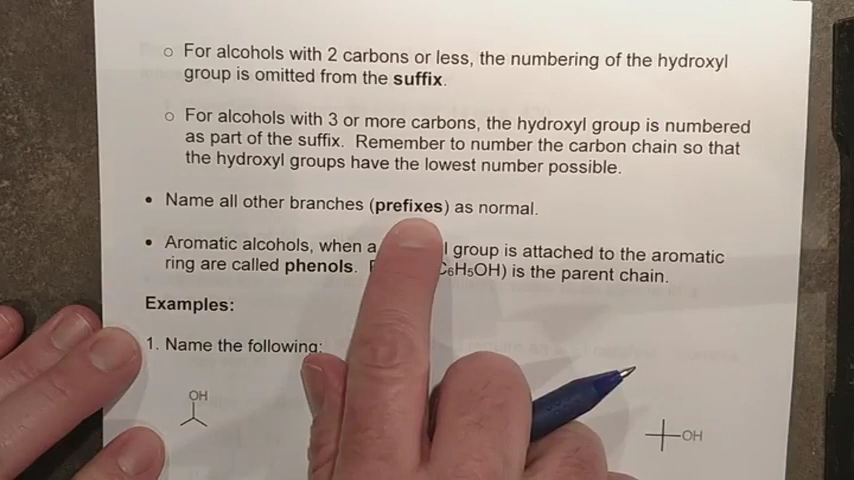 ○ For alcohols with 2 carbons or less, the numbering of the hydroxyl
group is omitted from the suffix.
○ For alcohols with 3 or more carbons, the hydroxyl group is numbered
as part of the suffix. Remember to number the carbon chain so that
the hydroxyl groups have the lowest number possible.
• Name all other branches (prefixes) as normal.
• Aromatic alcohols, when a group is attached to the aromatic
ring are called phenols. C₆H₅OH) is the parent chain.
Examples:
1. Name the following:
OH
OH